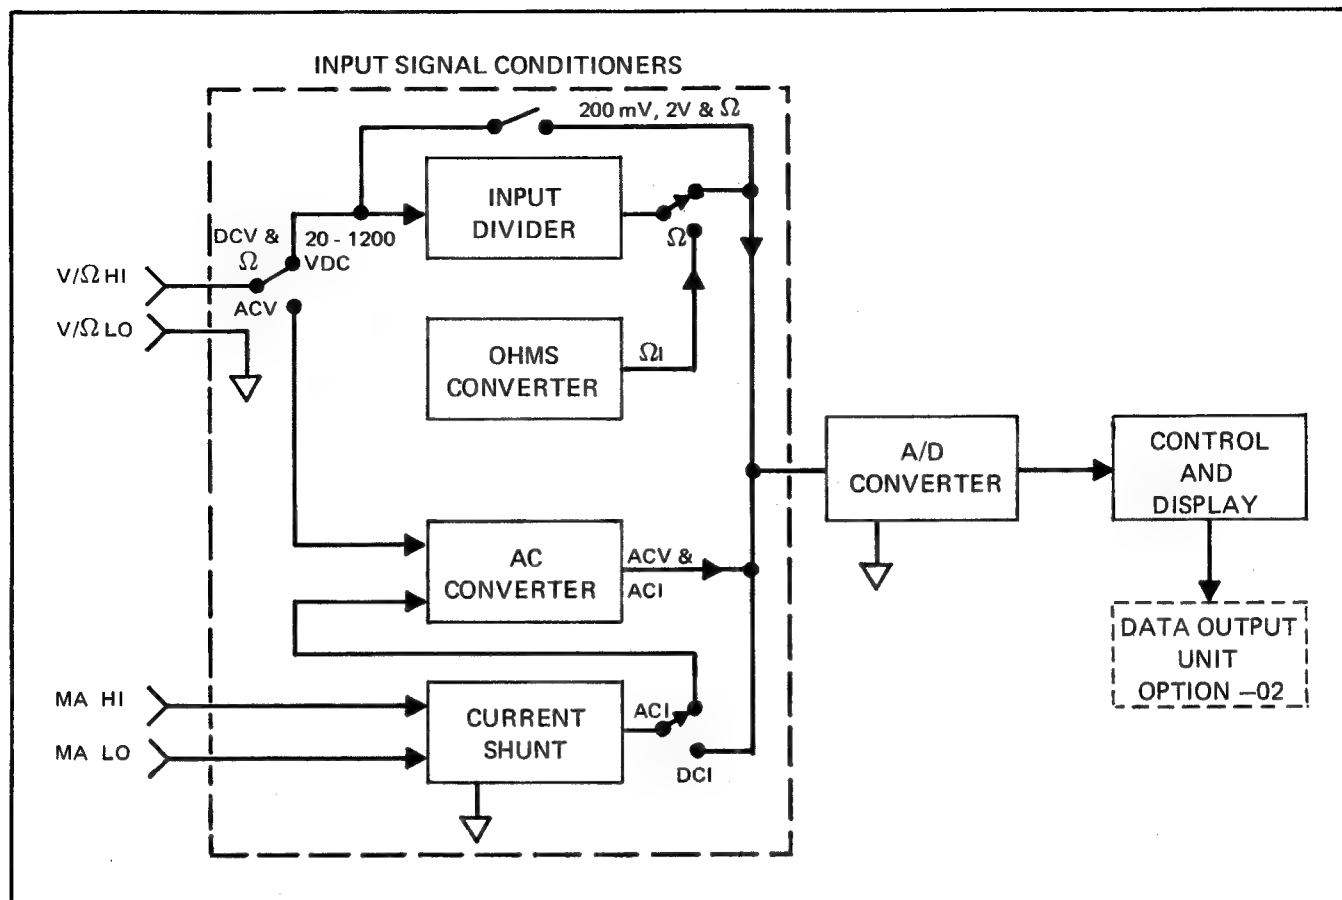 INPUT SIGNAL CONDITIONERS
200 mV, 2V & Ω
INPUT
DIVIDER
DCV &
Ω
20 - 1200
VDC
Ω
V/Ω HI
ACV
V/Ω LO
OHMS
CONVERTER
ΩI
A/D
CONVERTER
CONTROL
AND
DISPLAY
AC
CONVERTER
ACV &
ACI
DATA OUTPUT
UNIT
OPTION –02
MA HI
MA LO
CURRENT
SHUNT
ACI
DCI